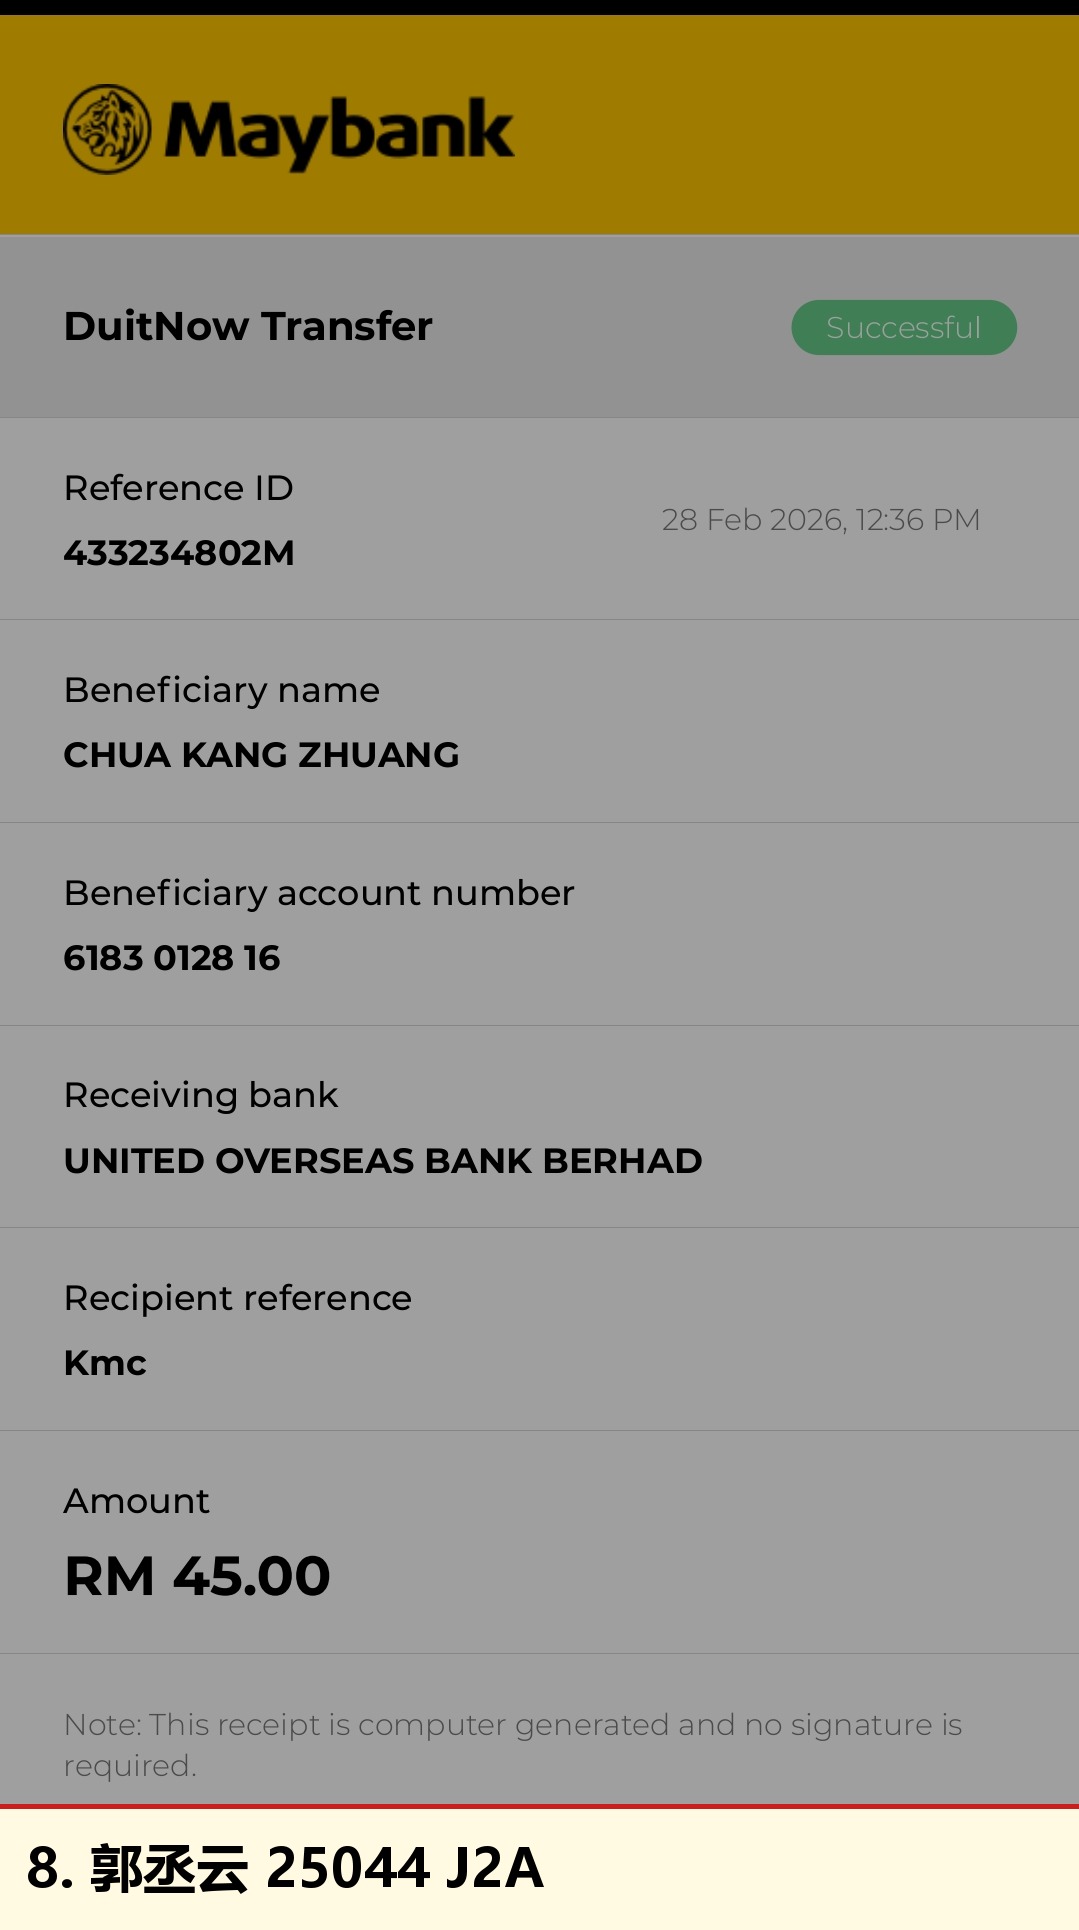 Maybank
DuitNow Transfer
Successful
Reference ID
28 Feb 2026, 12:36 PM
433234802M
Beneficiary name
CHUA KANG ZHUANG
Beneficiary account number
6183 0128 16
Receiving bank
UNITED OVERSEAS BANK BERHAD
Recipient reference
Kmc
Amount
RM 45.00
Note: This receipt is computer generated and no signature is
required.
8. 郭丞云 25044 J2A